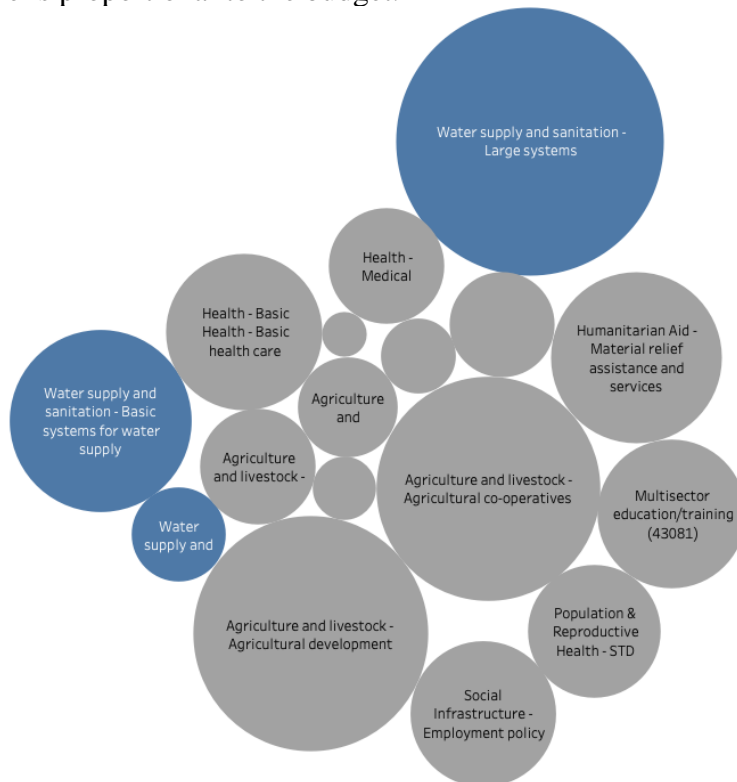 Water supply and sanitation -
Large systems
Health -
Medical
Health - Basic
Health - Basic
health care
Humanitarian Aid -
Material relief
assistance and
services
Water supply and
sanitation - Basic
systems for water
supply
Agriculture
and
Agriculture
and livestock -
Agriculture and livestock -
Agricultural co-operatives
Multisector
education/training
(43081)
Water
supply and
Agriculture and livestock -
Agricultural development
Population &
Reproductive
Health - STD
Social
Infrastructure -
Employment policy